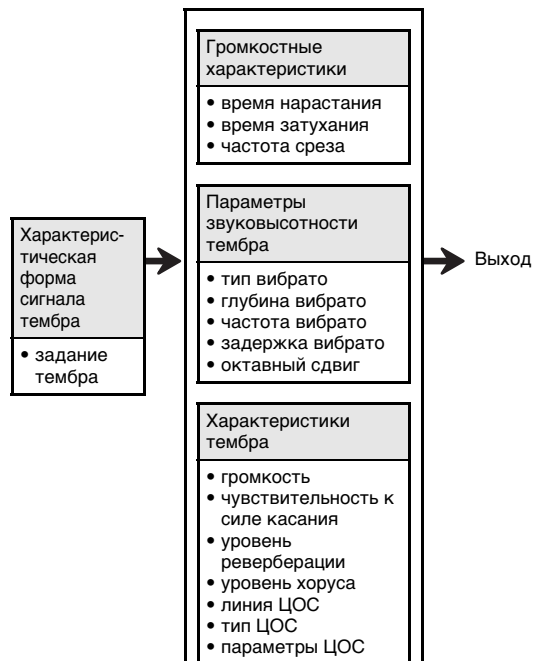 Характерис-
тическая
форма
сигнала
тембра
• задание
тембра
Громкостные
характеристики
• время нарастания
• время затухания
• частота среза
Параметры
звуковысотности
тембра
• тип вибрато
• глубина вибрато
• частота вибрато
• задержка вибрато
• октавный сдвиг
Характеристики
тембра
• громкость
• чувствительность к
силе касания
• уровень
реверберации
• уровень хоруса
• линия ЦОС
• тип ЦОС
• параметры ЦОС
Выход